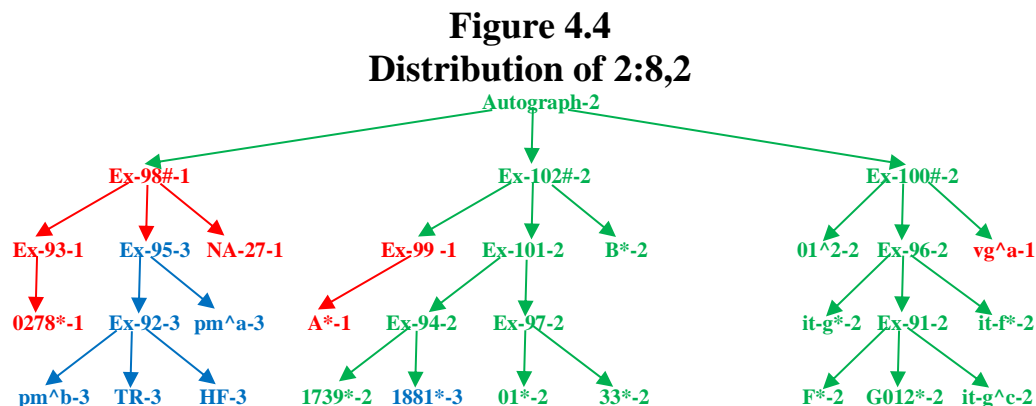 Figure 4.4
Distribution of 2:8,2
Autograph-2
Ex-98#-1 Ex-102#-2 Ex-100#-2
Ex-93-1 Ex-95-3 NA-27-1 Ex-99 -1 Ex-101-2 B*-2 01^2-2 Ex-96-2 vg^a-1
0278*-1 Ex-92-3 pm^a-3 A*-1 Ex-94-2 Ex-97-2 it-g*-2 Ex-91-2 it-f*-2
pm^b-3 TR-3 HF-3 1739*-2 1881*-3 01*-2 33*-2 F*-2 G012*-2 it-g^c-2